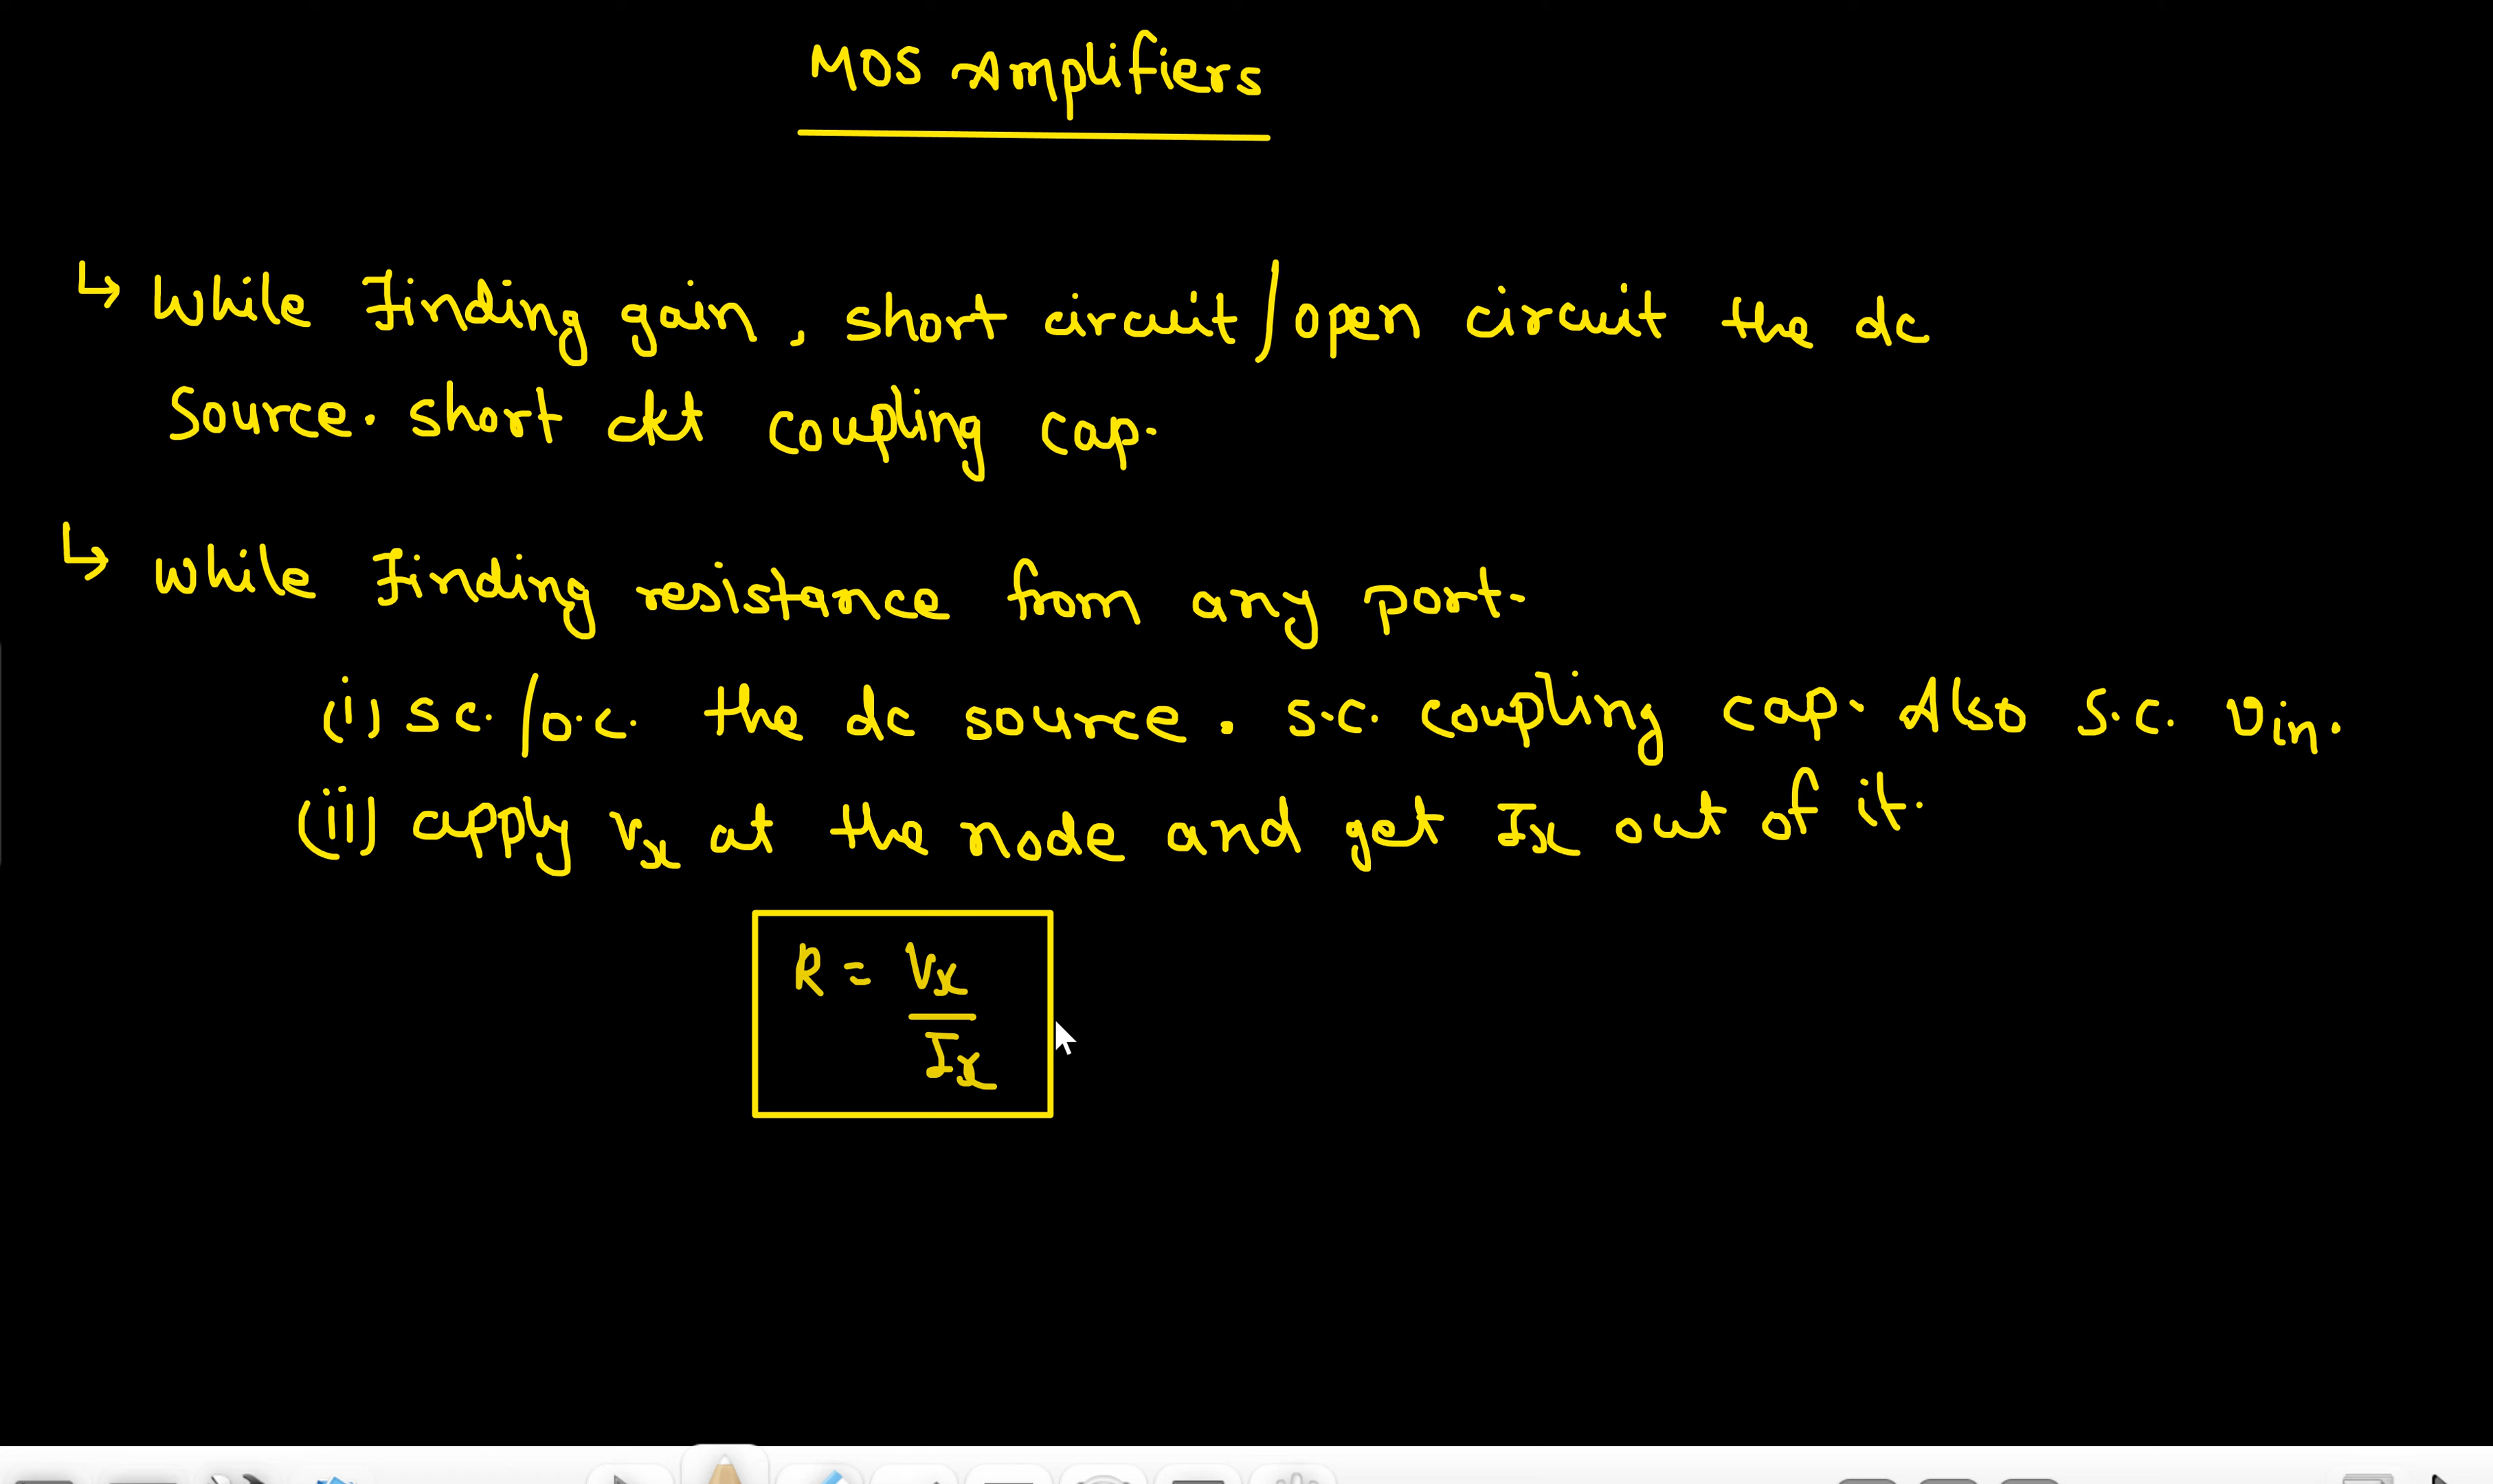 MOS Amplifiers
↳ While Finding gain, short circuit/open circuit the dc
source. short ckt coupling cap.
↳ While Finding resistance from any port.
(i) s.c./o.c. the dc source. s.c. coupling cap. Also s.c. vin.
(ii) apply Vx at the node and get Ix out of it.
R = Vx
Ix